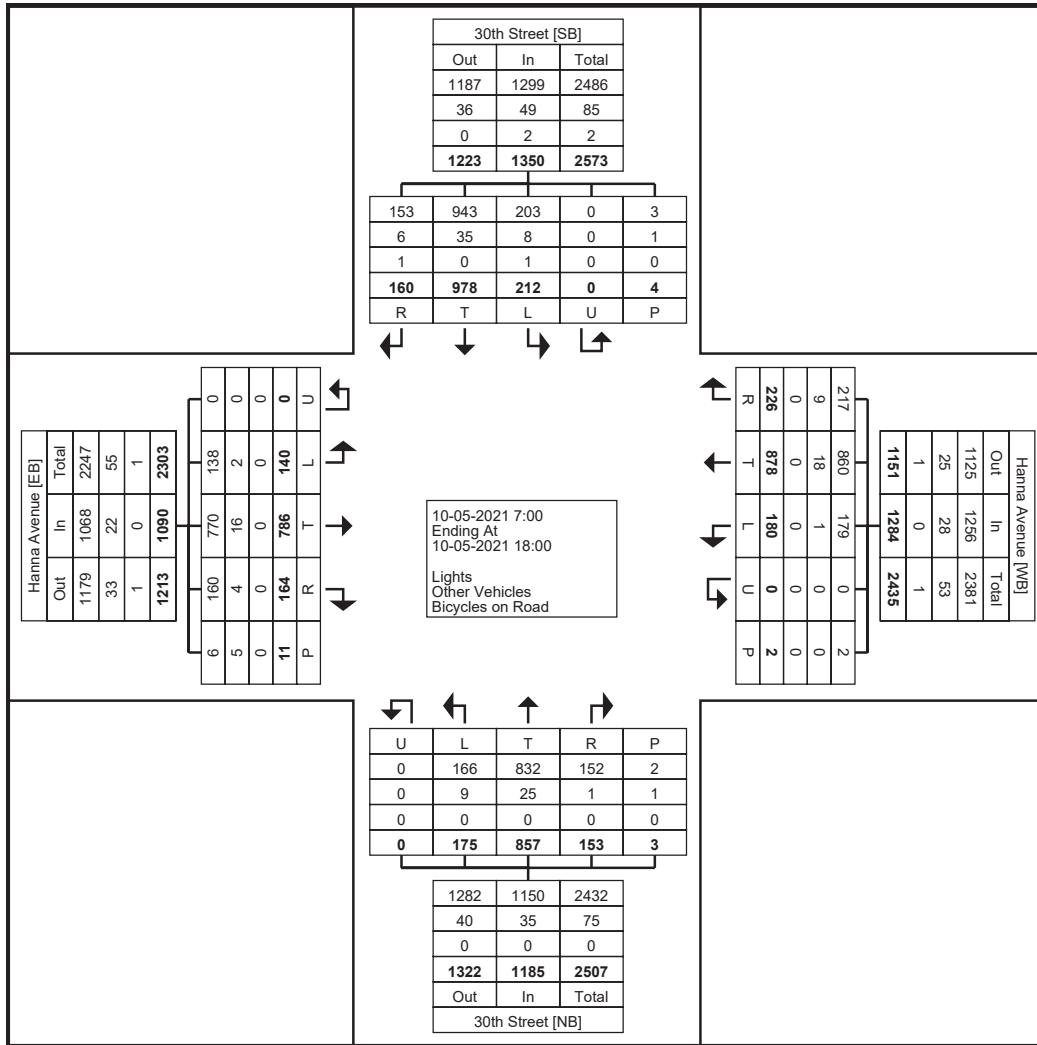 30th Street [SB]
Out In Total
1187 1299 2486
36 49 85
0 2 2
1223 1350 2573
153 943 203 0 3
6 35 8 0 1
1 0 1 0 0
160 978 212 0 4
R T L U P
Hanna Avenue [EB]
Total 2247 55 1 2303
In 1068 22 0 1090
Out 1179 33 1 1213
0 0 0 0 U
138 2 0 140 L
770 16 0 786 T
160 4 0 164 R
6 5 0 11 P
10-05-2021 7:00
Ending At
10-05-2021 18:00
Lights
Other Vehicles
Bicycles on Road
R 226 0 9 217
T 878 0 18 860
L 180 0 1 179
U 0 0 0 0
P 2 0 0 2
Hanna Avenue [WB]
Out 1125 25 1 1151
In 1256 28 0 1284
Total 2381 53 1 2435
U L T R P
0 166 832 152 2
0 9 25 1 1
0 0 0 0 0
0 175 857 153 3
1282 1150 2432
40 35 75
0 0 0
1322 1185 2507
Out In Total
30th Street [NB]